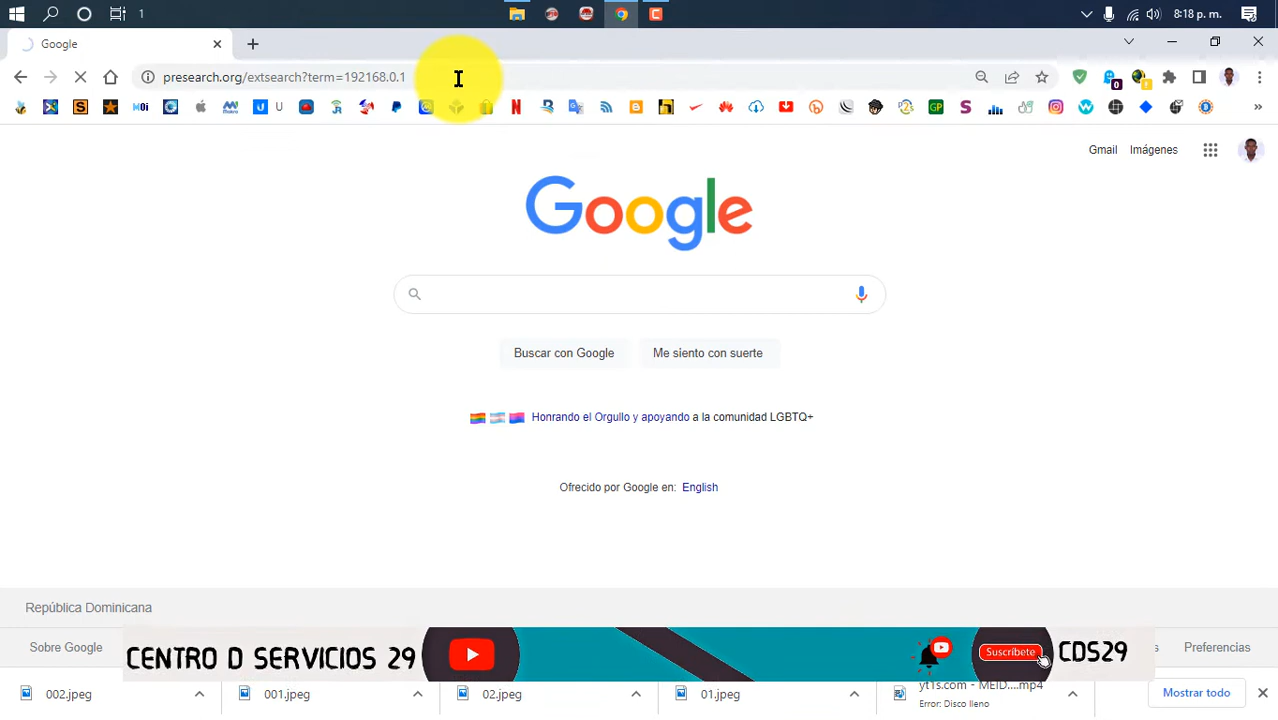 1
8:18 p. m.
Google
presearch.org/extsearch?term=192168.0.1
0
Gmail
Imágenes
Google
Buscar con Google
Me siento con suerte
Honrando el Orgullo y apoyando a la comunidad LGBTQ+
Ofrecido por Google en: English
República Dominicana
Sobre Google
Preferencias
CENTRO D SERVICIOS 29
Suscríbete
CDS29
002.jpeg
001.jpeg
02.jpeg
01.jpeg
yt1s.com - MEID....mp4
Error: Disco lleno
Mostrar todo